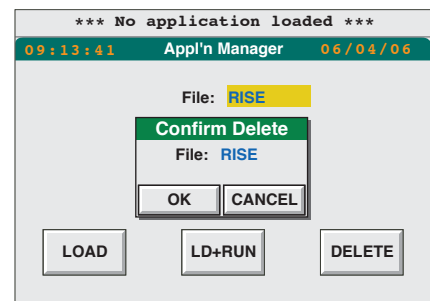 *** No application loaded ***
09:13:41 Appl'n Manager 06/04/06
File: RISE
Confirm Delete
File: RISE
OK CANCEL
LOAD LD+RUN DELETE